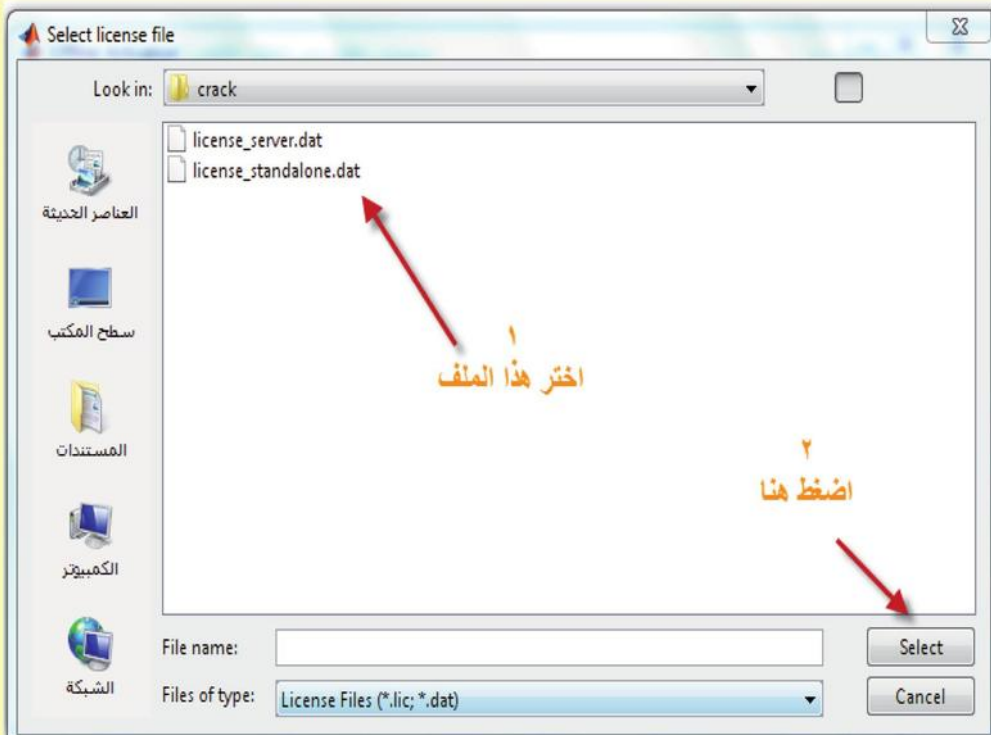 Select license file
Look in: crack
license_server.dat
license_standalone.dat
العناصر الحديثة
سطح المكتب
المستندات
الكمبيوتر
الشبكة
١
اختر هذا الملف
٢
اضغط هنا
File name:
Select
Files of type: License Files (*.lic; *.dat)
Cancel